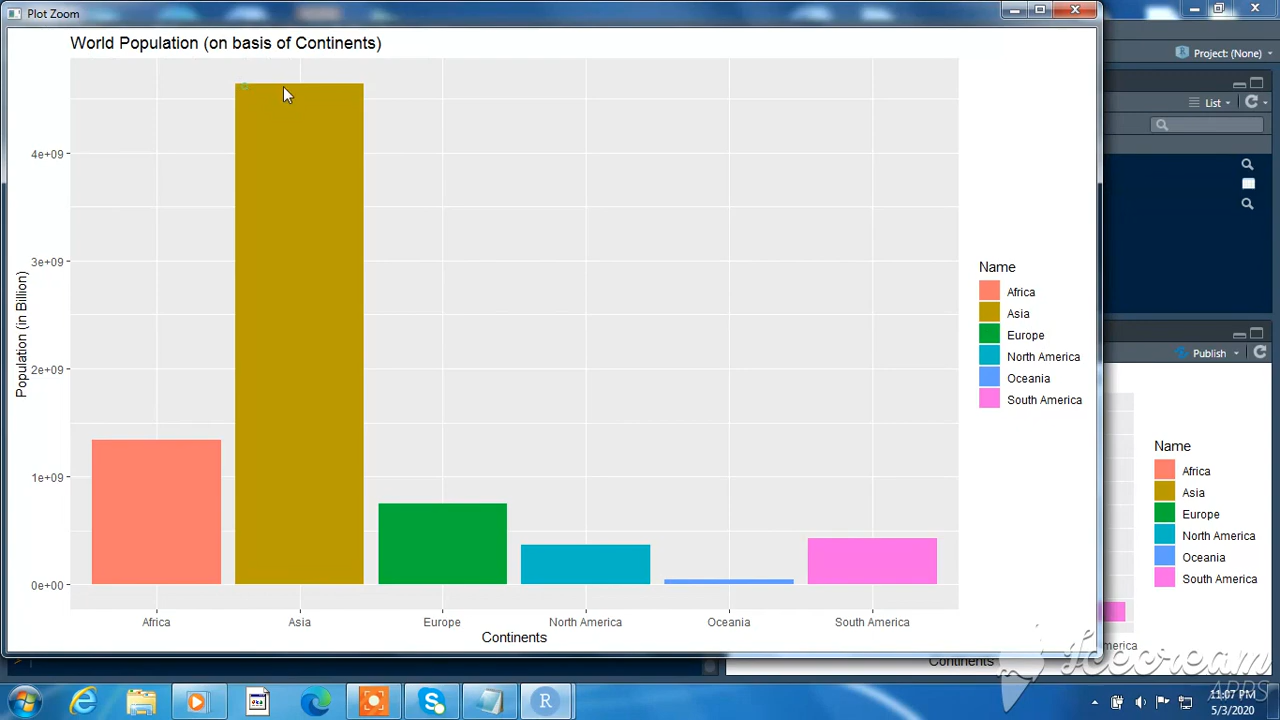 Plot Zoom
World Population (on basis of Continents)
Project: (None)
List
4e+09
3e+09
2e+09
1e+09
0e+00
Population (in Billion)
Name
Africa
Asia
Europe
North America
Oceania
South America
Publish
Name
Africa
Asia
Europe
North America
Oceania
South America
Africa
Asia
Europe
North America
Oceania
South America
Continents
merica
Continents
Icecream
APPS
11:07 PM
5/3/2020